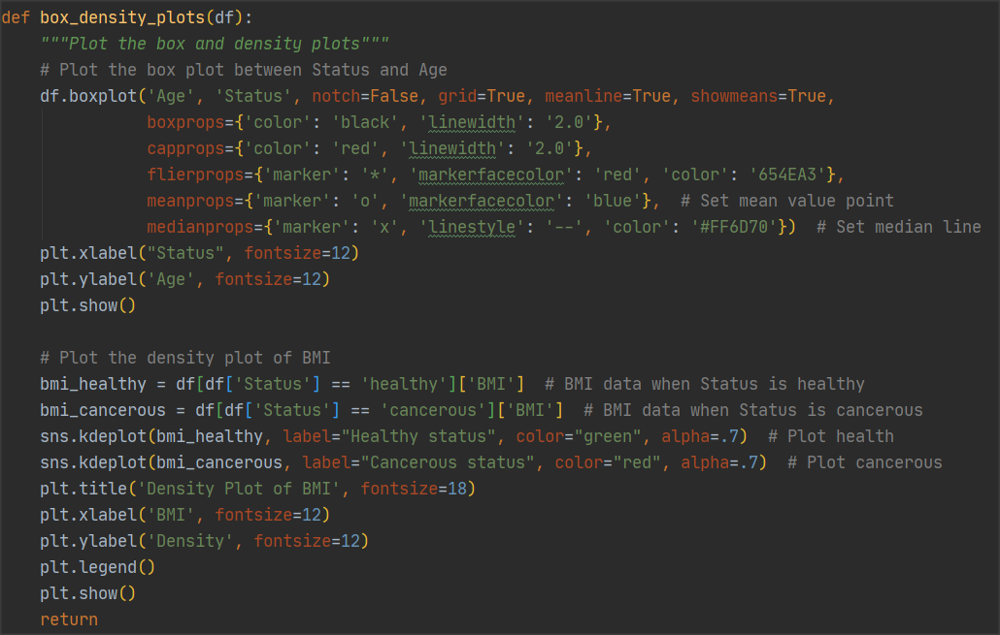 def box_density_plots(df):
    """Plot the box and density plots"""
    # Plot the box plot between Status and Age
    df.boxplot('Age', 'Status', notch=False, grid=True, meanline=True, showmeans=True,
               boxprops={'color': 'black', 'linewidth': '2.0'},
               capprops={'color': 'red', 'linewidth': '2.0'},
               flierprops={'marker': '*', 'markerfacecolor': 'red', 'color': '654EA3'},
               meanprops={'marker': 'o', 'markerfacecolor': 'blue'},  # Set mean value point
               medianprops={'marker': 'x', 'linestyle': '--', 'color': '#FF6D70'})  # Set median line
    plt.xlabel("Status", fontsize=12)
    plt.ylabel('Age', fontsize=12)
    plt.show()

    # Plot the density plot of BMI
    bmi_healthy = df[df['Status'] == 'healthy']['BMI']  # BMI data when Status is healthy
    bmi_cancerous = df[df['Status'] == 'cancerous']['BMI']  # BMI data when Status is cancerous
    sns.kdeplot(bmi_healthy, label="Healthy status", color="green", alpha=.7)  # Plot health
    sns.kdeplot(bmi_cancerous, label="Cancerous status", color="red", alpha=.7)  # Plot cancerous
    plt.title('Density Plot of BMI', fontsize=18)
    plt.xlabel('BMI', fontsize=12)
    plt.ylabel('Density', fontsize=12)
    plt.legend()
    plt.show()
    return